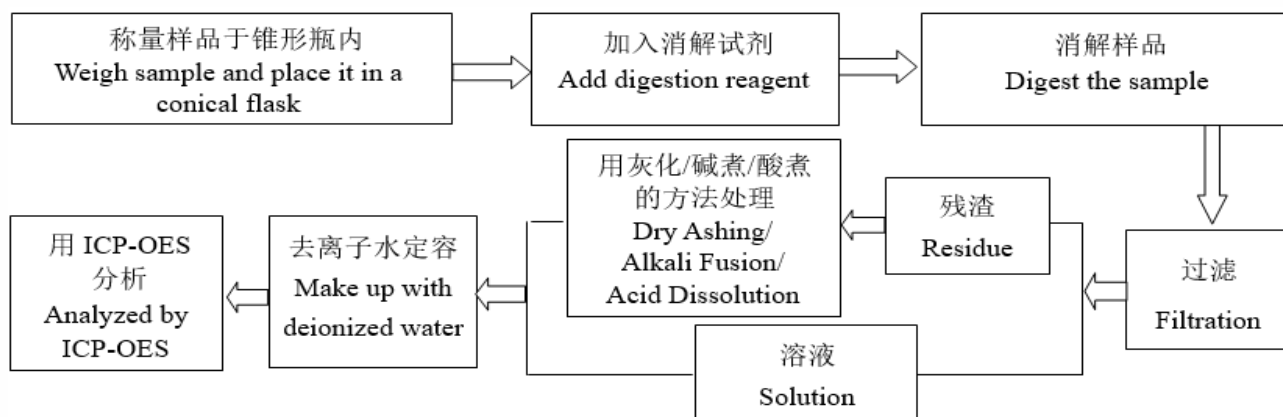 称量样品于锥形瓶内
Weigh sample and place it in a
conical flask
加入消解试剂
Add digestion reagent
消解样品
Digest the sample
过滤
Filtration
残渣
Residue
用灰化/碱煮/酸煮
的方法处理
Dry Ashing/
Alkali Fusion/
Acid Dissolution
溶液
Solution
去离子水定容
Make up with
deionized water
用 ICP-OES
分析
Analyzed by
ICP-OES